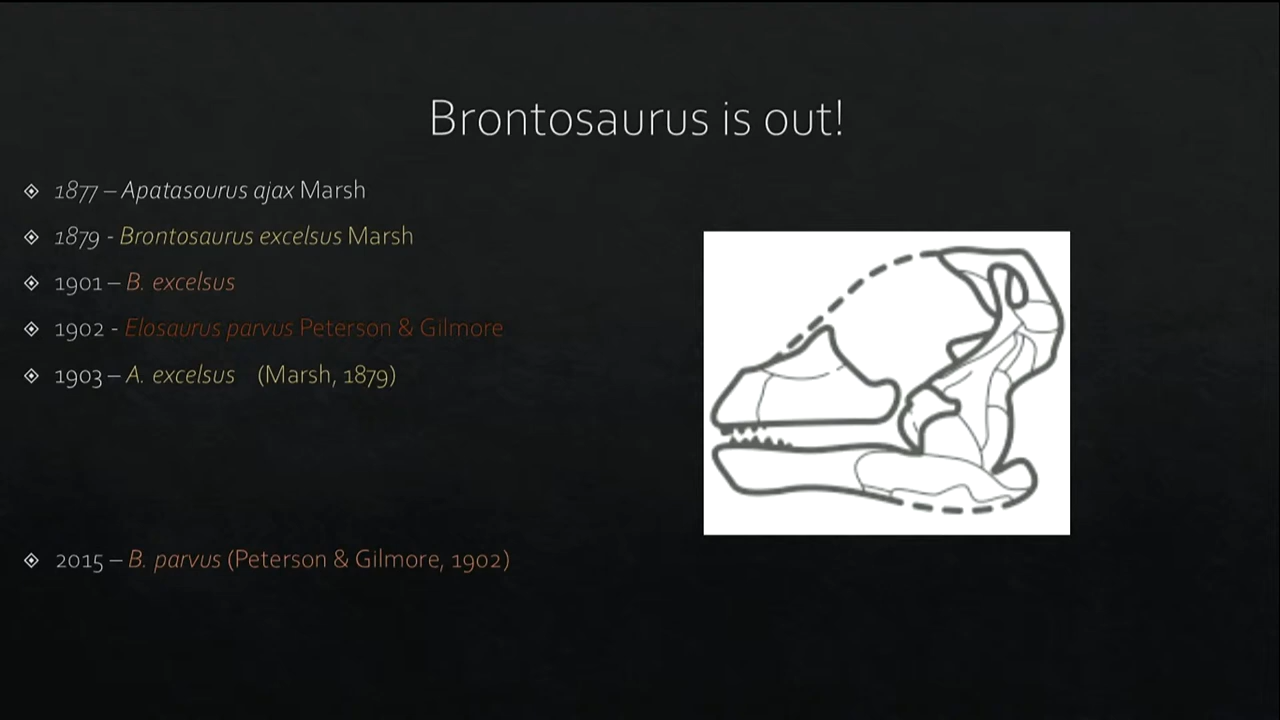 Brontosaurus is out!
1877 – Apatasourus ajax Marsh
1879 - Brontosaurus excelsus Marsh
1901 – B. excelsus
1902 - Elosaurus parvus Peterson & Gilmore
1903 – A. excelsus (Marsh, 1879)
2015 – B. parvus (Peterson & Gilmore, 1902)